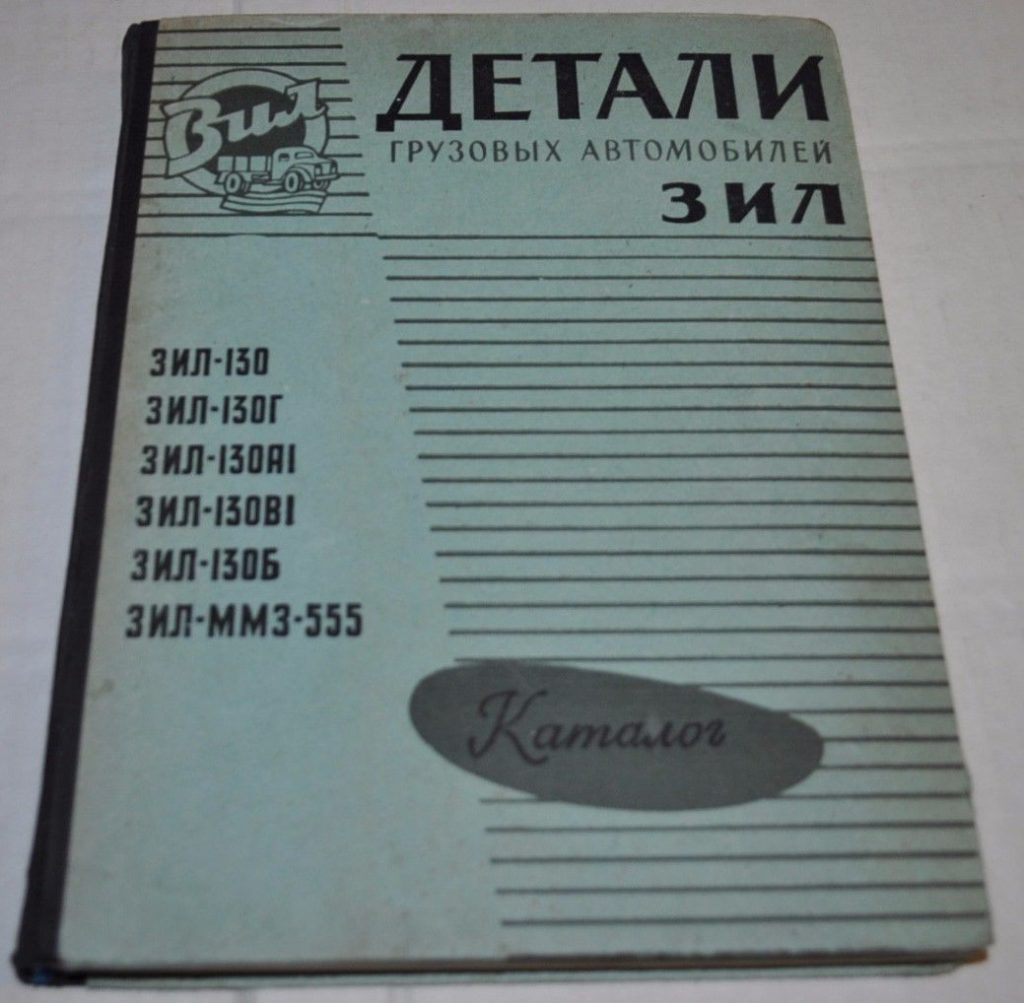 ЗиЛ
ДЕТАЛИ
ГРУЗОВЫХ АВТОМОБИЛЕЙ
ЗИЛ
ЗИЛ-130
ЗИЛ-130Г
ЗИЛ-130А1
ЗИЛ-130В1
ЗИЛ-130Б
ЗИЛ-ММЗ-555
Каталог